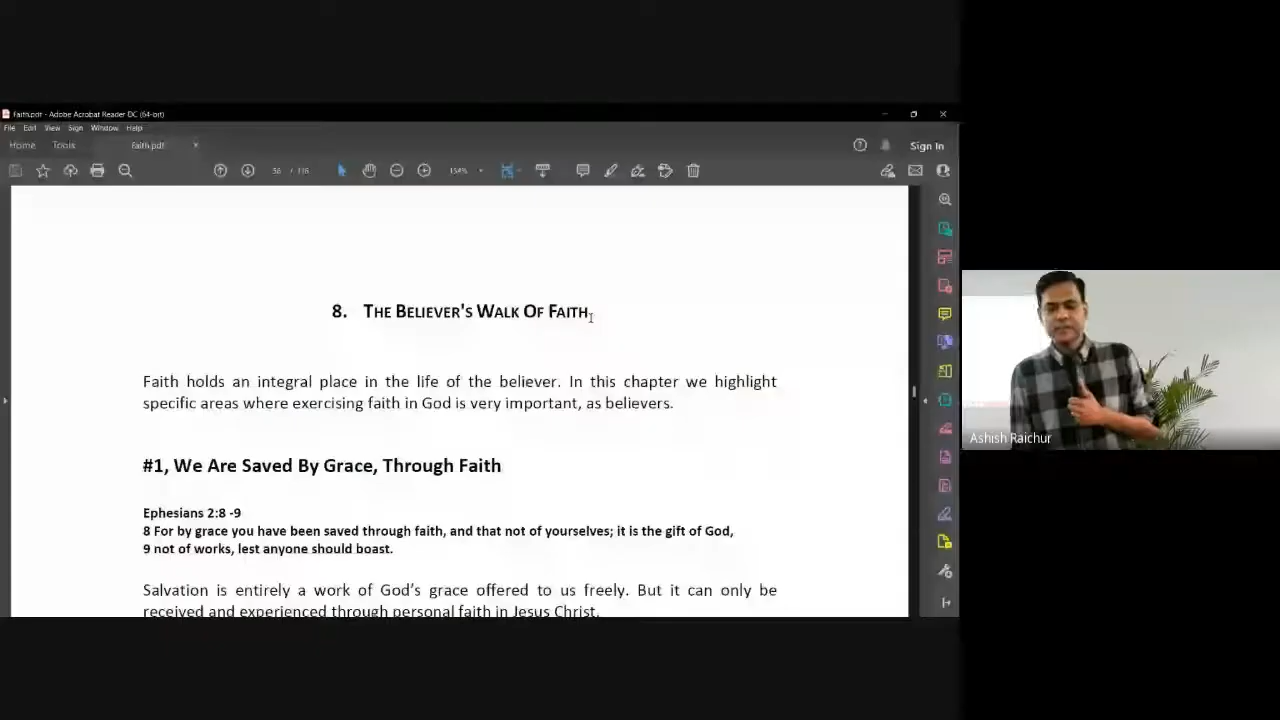 Faith.pdf - Adobe Acrobat Reader DC (64-bit)
File Edit View Sign Window Help
Home Tools Faith.pdf × Sign In
56 / 116 154%
8. THE BELIEVER'S WALK OF FAITH
Faith holds an integral place in the life of the believer. In this chapter we highlight
specific areas where exercising faith in God is very important, as believers.
#1, We Are Saved By Grace, Through Faith
Ephesians 2:8 -9
8 For by grace you have been saved through faith, and that not of yourselves; it is the gift of God,
9 not of works, lest anyone should boast.
Salvation is entirely a work of God's grace offered to us freely. But it can only be
received and experienced through personal faith in Jesus Christ.
Ashish Raichur